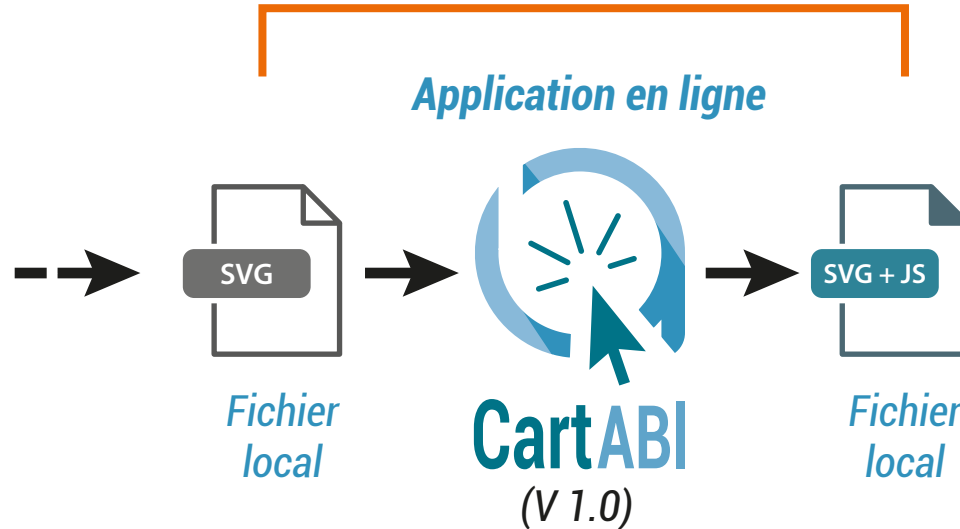 Application en ligne
SVG
SVG + JS
Fichier
local
CartABI
(V 1.0)
Fichier
local